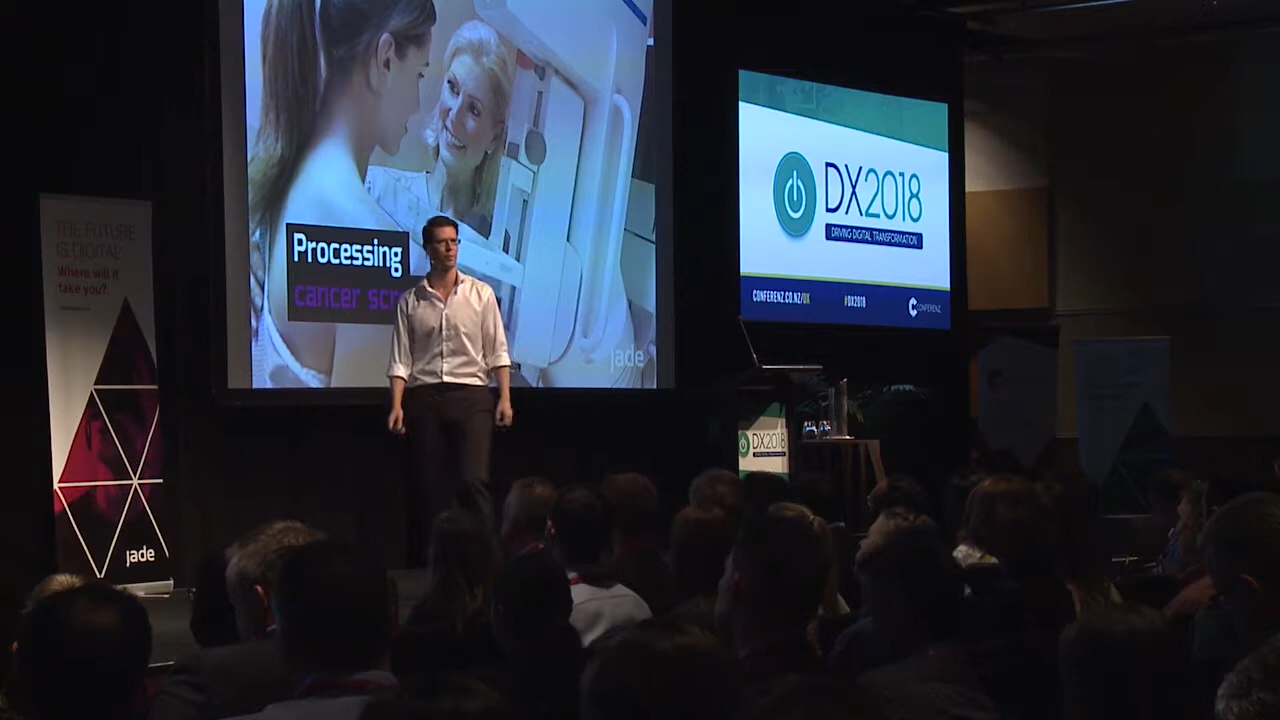 THE FUTURE
IS DIGITAL
Where will it
take you?
jade
Processing
cancer scr
jade
DX2018
DRIVING DIGITAL TRANSFORMATION
CONFERENZ.CO.NZ/DX
#DX2018
CONFERENZ
DX2018